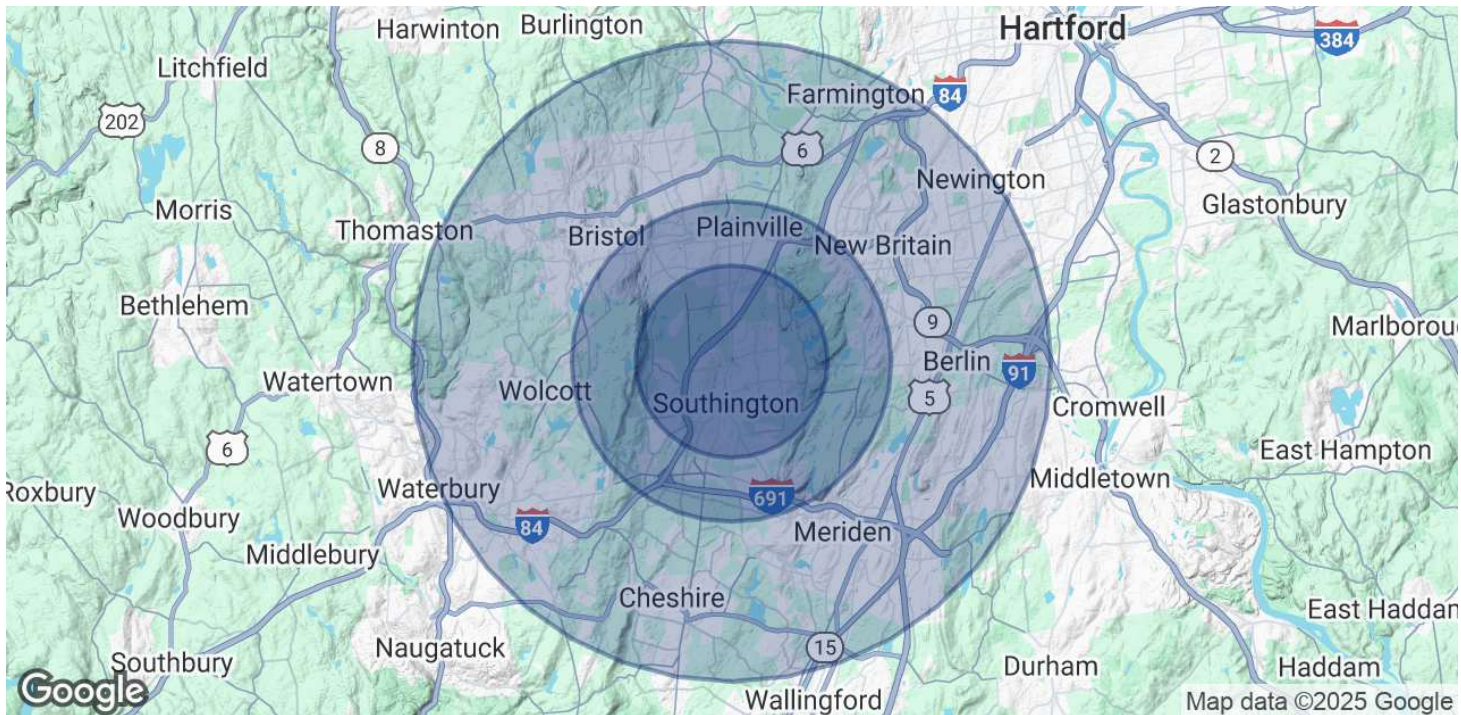 Harwinton
Burlington
Hartford
384
Litchfield
Farmington
84
202
8
6
2
Newington
Morris
Glastonbury
Thomaston
Bristol
Plainville
New Britain
Bethlehem
9
Marlborou
Watertown
Wolcott
Berlin
91
Southington
5
Cromwell
6
East Hampton
Roxbury
Waterbury
Middletown
691
Woodbury
84
Meriden
Middlebury
Cheshire
East Haddam
Naugatuck
15
Southbury
Durham
Haddam
Google
Wallingford
Map data ©2025 Google